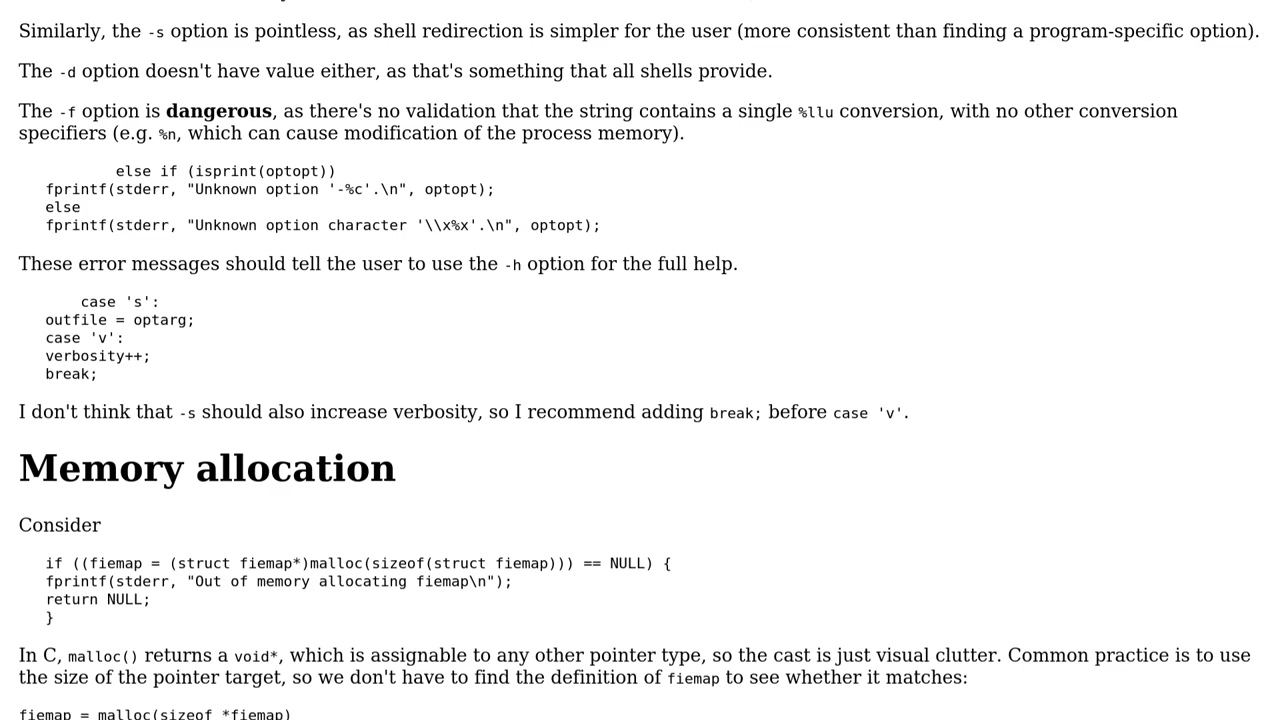 Similarly, the -s option is pointless, as shell redirection is simpler for the user (more consistent than finding a program-specific option).
The -d option doesn't have value either, as that's something that all shells provide.
The -f option is dangerous, as there's no validation that the string contains a single %llu conversion, with no other conversion
specifiers (e.g. %n, which can cause modification of the process memory).
else if (isprint(optopt))
fprintf(stderr, "Unknown option '-%c'.\n", optopt);
else
fprintf(stderr, "Unknown option character '\\x%x'.\n", optopt);
These error messages should tell the user to use the -h option for the full help.
case 's':
outfile = optarg;
case 'v':
verbosity++;
break;
I don't think that -s should also increase verbosity, so I recommend adding break; before case 'v'.
Memory allocation
Consider
if ((fiemap = (struct fiemap*)malloc(sizeof(struct fiemap))) == NULL) {
fprintf(stderr, "Out of memory allocating fiemap\n");
return NULL;
}
In C, malloc() returns a void*, which is assignable to any other pointer type, so the cast is just visual clutter. Common practice is to use
the size of the pointer target, so we don't have to find the definition of fiemap to see whether it matches:
fiemap = malloc(sizeof *fiemap)